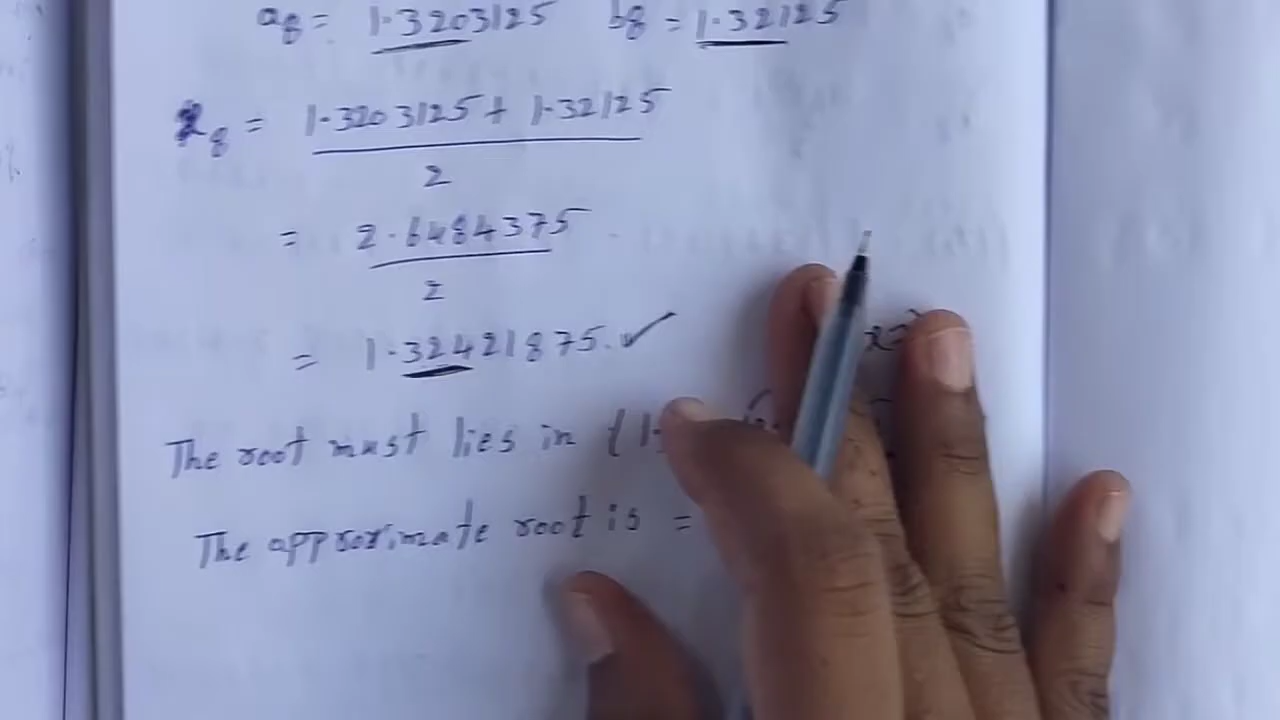 a8 = 1.3203125 b8 = 1.32125
x8 = 1.3203125 + 1.32125
2
= 2.6484375
2
= 1.32421875. ✓
The root must lies in (1.
The approximate root is =